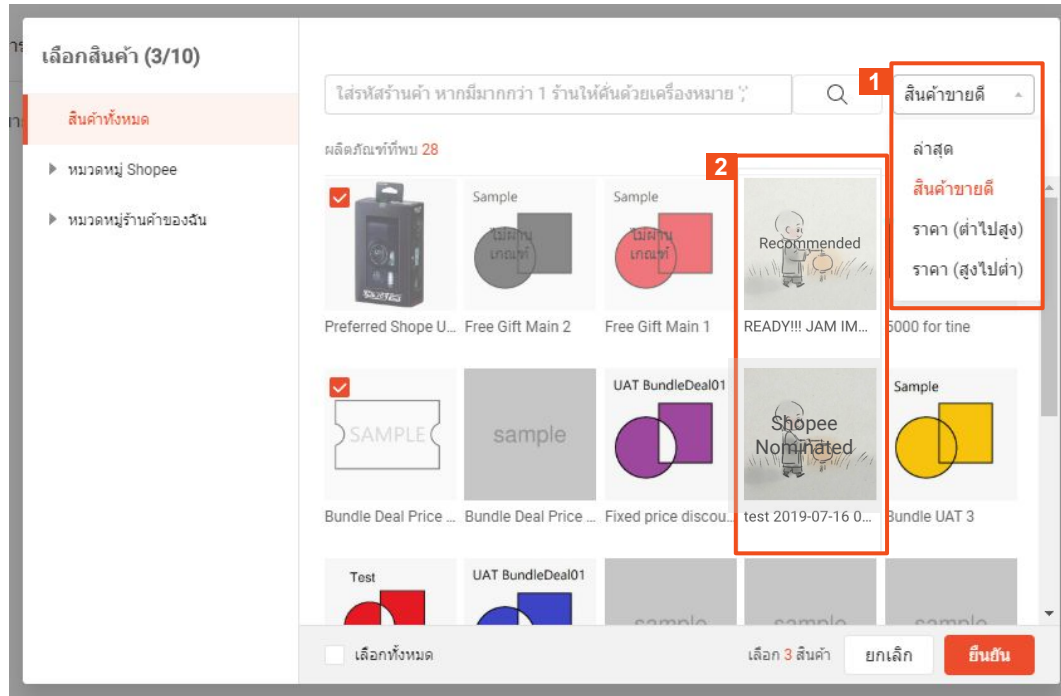 เลือกสินค้า (3/10)
สินค้าทั้งหมด
หมวดหมู่ Shopee
หมวดหมู่ร้านค้าของฉัน
ใส่รหัสร้านค้า หากมีมากกว่า 1 ร้านให้คั่นด้วยเครื่องหมาย ','
1
สินค้าขายดี
ล่าสุด
สินค้าขายดี
ราคา (ต่ำไปสูง)
ราคา (สูงไปต่ำ)
ผลิตภัณฑ์ที่พบ 28
2
Sample
ไม่ผ่าน
เกณฑ์
Sample
ไม่ผ่าน
เกณฑ์
Recommended
Preferred Shope U...
Free Gift Main 2
Free Gift Main 1
READY!!! JAM IM...
5000 for tine
SAMPLE
sample
UAT BundleDeal01
Shopee
Nominated
Sample
Bundle Deal Price ...
Bundle Deal Price ...
Fixed price discou...
test 2019-07-16 0...
Bundle UAT 3
Test
UAT BundleDeal01
sample
sample
sample
เลือกทั้งหมด
เลือก 3 สินค้า
ยกเลิก
ยืนยัน